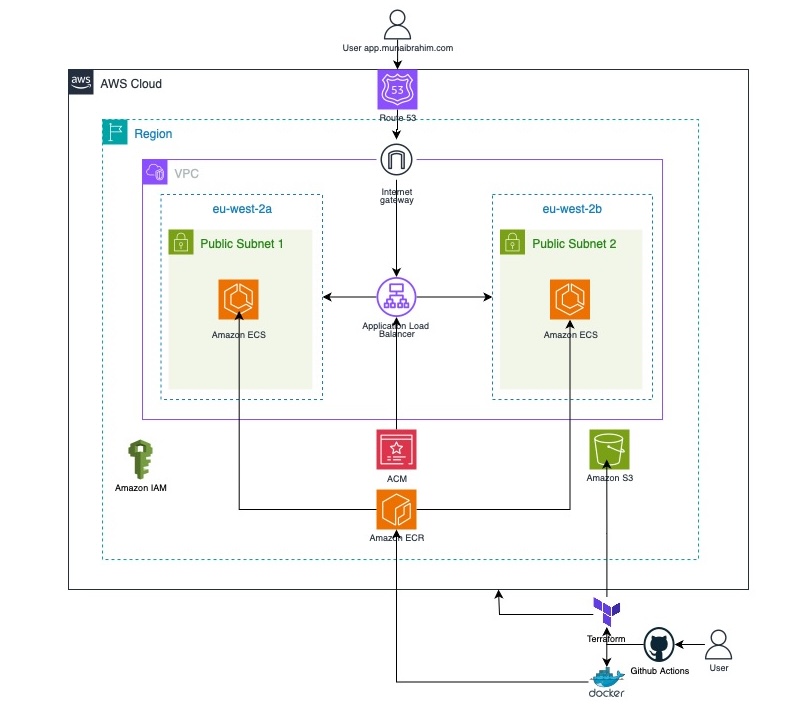 User app.munaibrahim.com
aws
AWS Cloud
53
Route 53
Region
VPC
Internet
gateway
eu-west-2a
eu-west-2b
Public Subnet 1
Public Subnet 2
Amazon ECS
Application Load
Balancer
Amazon ECS
ACM
Amazon IAM
Amazon S3
Amazon ECR
Terraform
Github Actions
User
docker